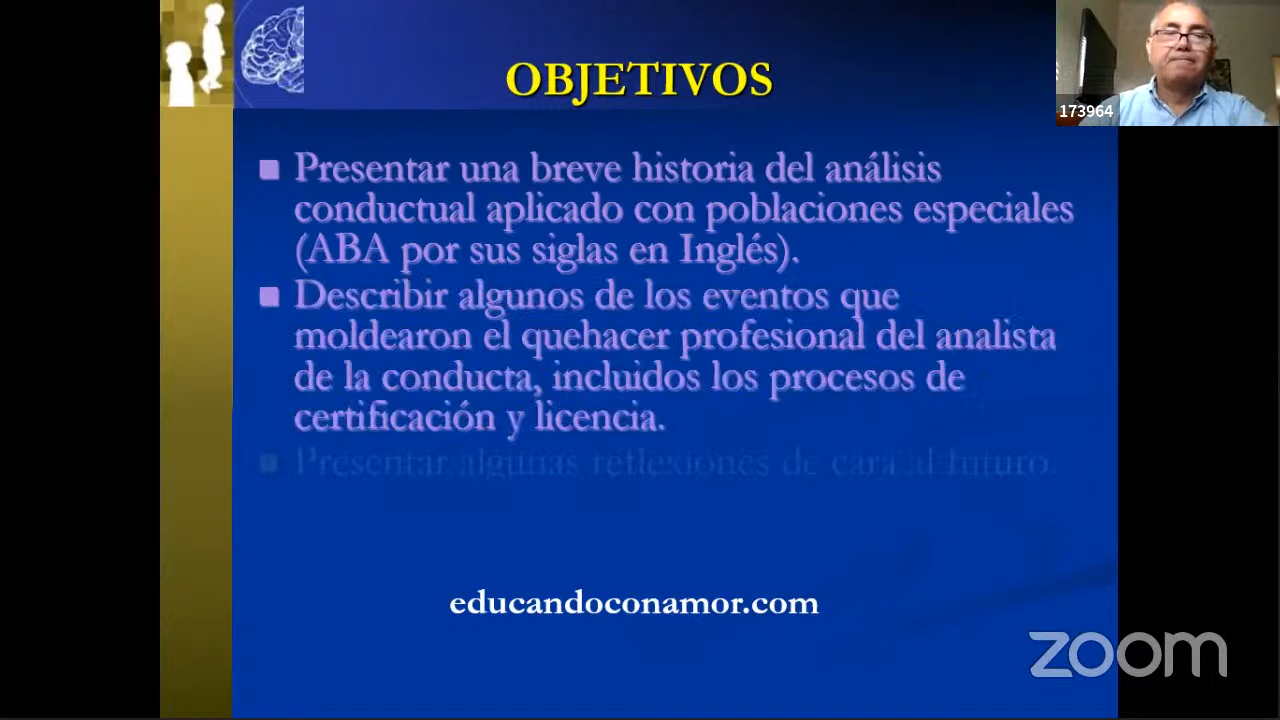 OBJETIVOS
173964
Presentar una breve historia del análisis
conductual aplicado con poblaciones especiales
(ABA por sus siglas en Inglés).
Describir algunos de los eventos que
moldearon el quehacer profesional del analista
de la conducta, incluidos los procesos de
certificación y licencia.
Presentar algunas reflexiones de cara al futuro.
educandoconamor.com
zoom